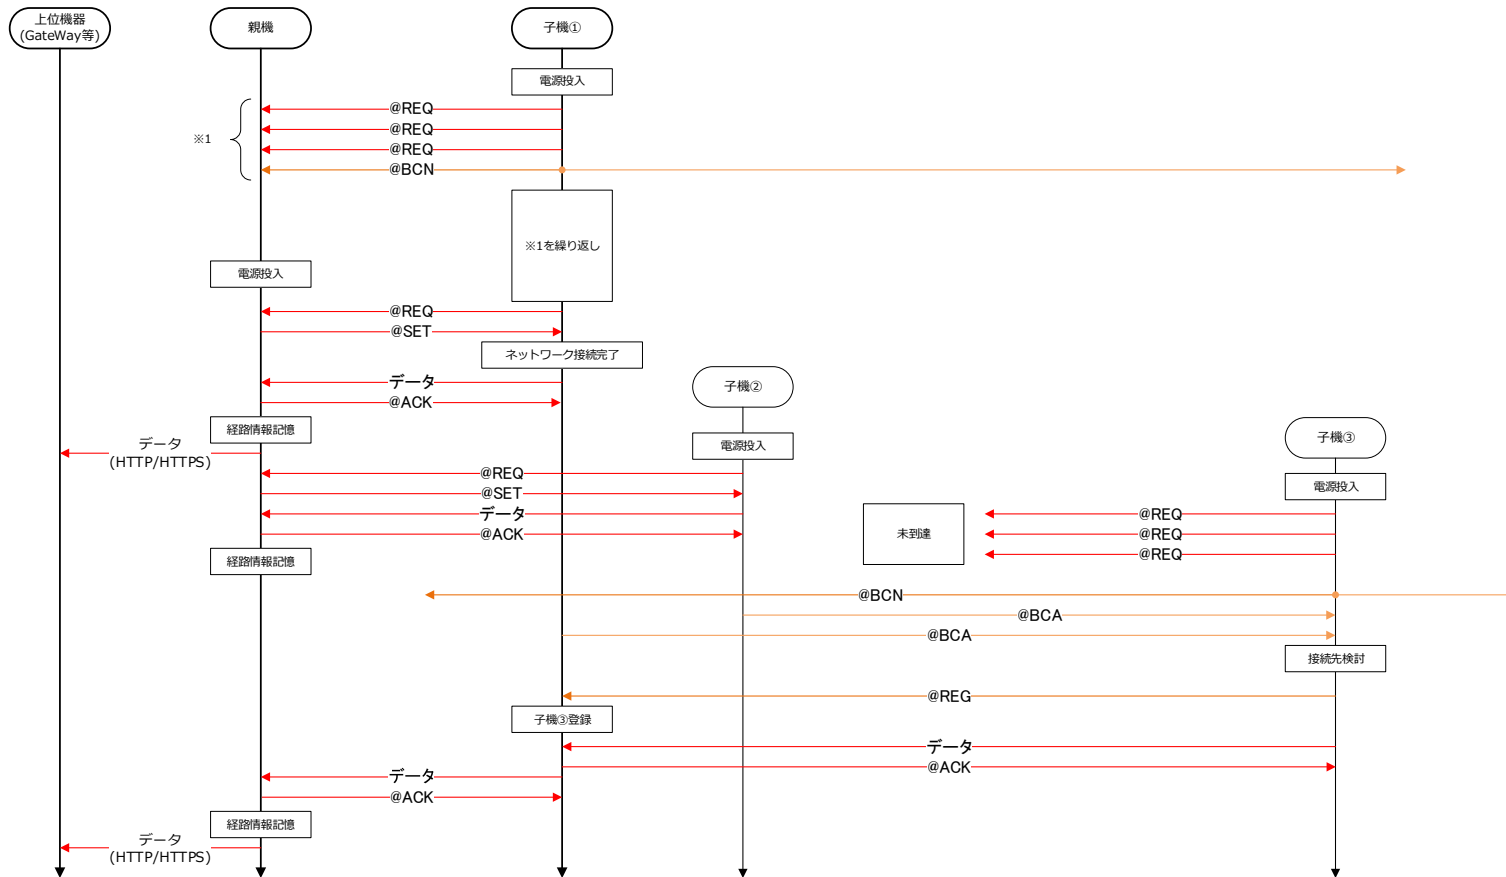 上位機器
(GateWay等)
親機
子機①
電源投入
@REQ
@REQ
※1
@REQ
@BCN
※1を繰り返し
電源投入
@REQ
@SET
ネットワーク接続完了
データ
子機②
@ACK
経路情報記憶
子機③
データ
(HTTP/HTTPS)
電源投入
@REQ
電源投入
@SET
データ
@REQ
@ACK
未到達
@REQ
経路情報記憶
@REQ
@BCN
@BCA
@BCA
接続先検討
@REG
子機③登録
データ
@ACK
データ
@ACK
経路情報記憶
データ
(HTTP/HTTPS)